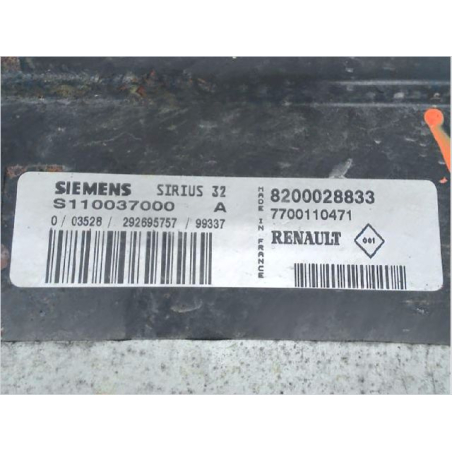 SIEMENS SIRIUS 32
S110037000 A
0 / 03528 / 292695757 / 99337
MADE IN FRANCE
8200028833
7700110471
RENAULT 001